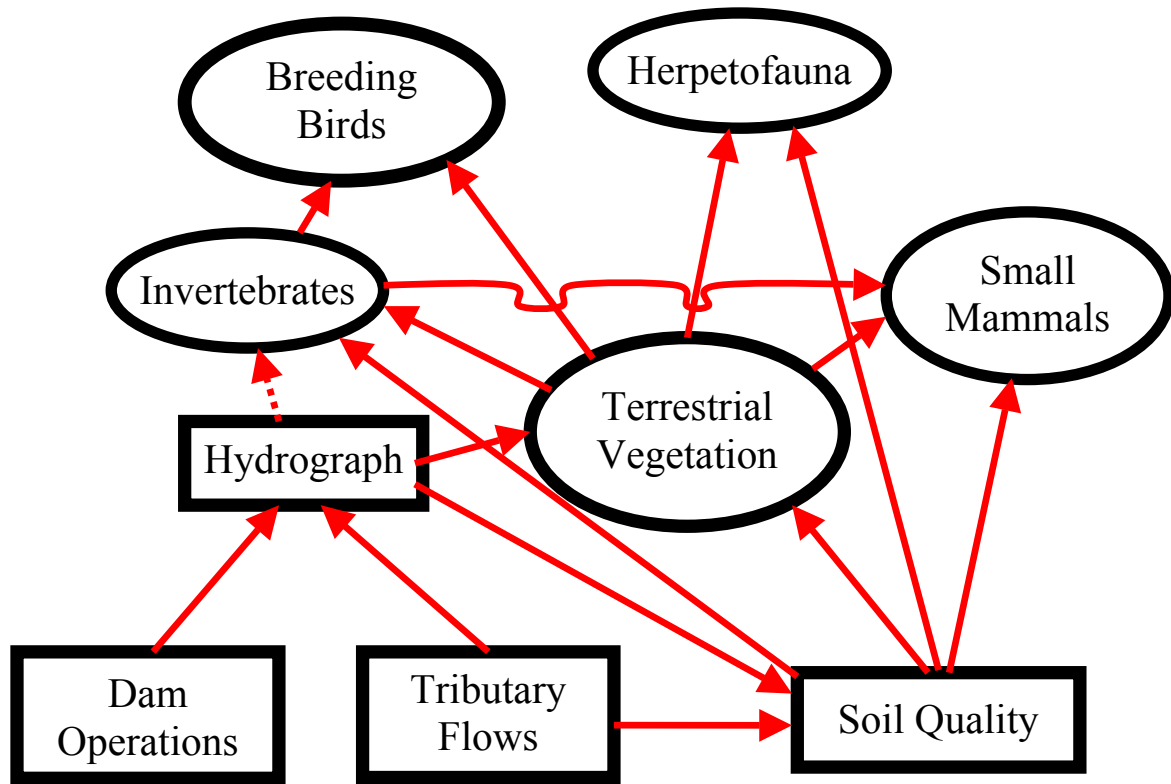 Breeding
Birds
Herpetofauna
Invertebrates
Small
Mammals
Terrestrial
Vegetation
Hydrograph
Dam
Operations
Tributary
Flows
Soil Quality